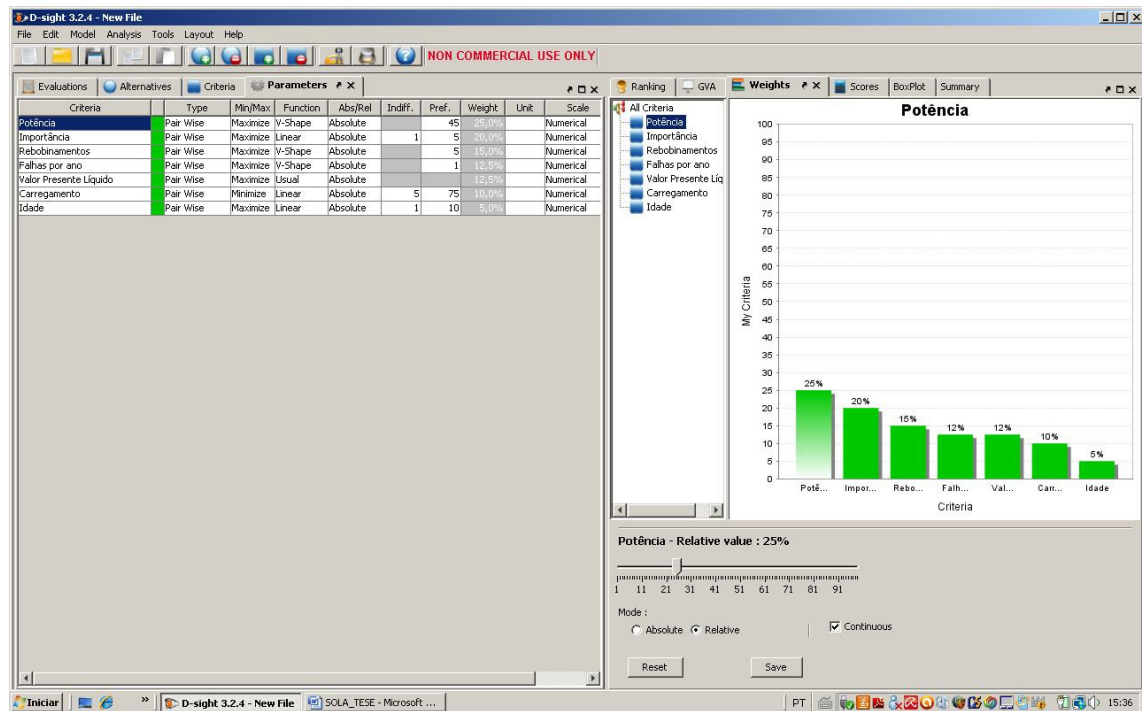 D-sight 3.2.4 - New File
File Edit Model Analysis Tools Layout Help
NON COMMERCIAL USE ONLY
Evaluations Alternatives Criteria Parameters
Criteria Type Min/Max Function Abs/Rel Indiff. Pref. Weight Unit Scale
Potência Pair Wise Maximize V-Shape Absolute 45 25,0% Numerical
Importância Pair Wise Maximize Linear Absolute 1 5 20,0% Numerical
Rebobinamentos Pair Wise Maximize V-Shape Absolute 5 15,0% Numerical
Falhas por ano Pair Wise Maximize V-Shape Absolute 1 12,5% Numerical
Valor Presente Líquido Pair Wise Maximize Usual Absolute 12,5% Numerical
Carregamento Pair Wise Minimize Linear Absolute 5 75 10,0% Numerical
Idade Pair Wise Maximize Linear Absolute 1 10 5,0% Numerical
Ranking GVA Weights Scores BoxPlot Summary
All Criteria
Potência
Importância
Rebobinamentos
Falhas por ano
Valor Presente Líq
Carregamento
Idade
Potência
100
95
90
85
80
75
70
65
60
55
50
45
40
35
30
25
20
15
10
5
0
My Criteria
25%
20%
15%
12%
12%
10%
5%
Potê... Impor... Rebo... Falh... Val... Carr... Idade
Criteria
Potência - Relative value : 25%
1 11 21 31 41 51 61 71 81 91
Mode :
Absolute Relative Continuous
Reset Save
Iniciar » D-sight 3.2.4 - New File SOLA_TESE - Microsoft ... PT 15:36